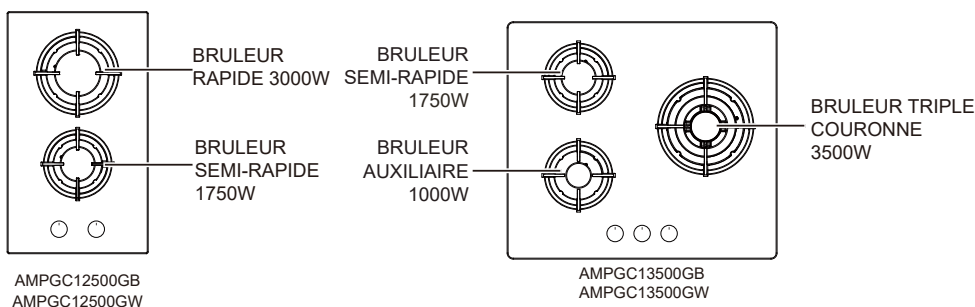 BRULEUR
RAPIDE 3000W
BRULEUR
SEMI-RAPIDE
1750W
AMPGC12500GB
AMPGC12500GW
BRULEUR
SEMI-RAPIDE
1750W
BRULEUR
AUXILIAIRE
1000W
BRULEUR TRIPLE
COURONNE
3500W
AMPGC13500GB
AMPGC13500GW